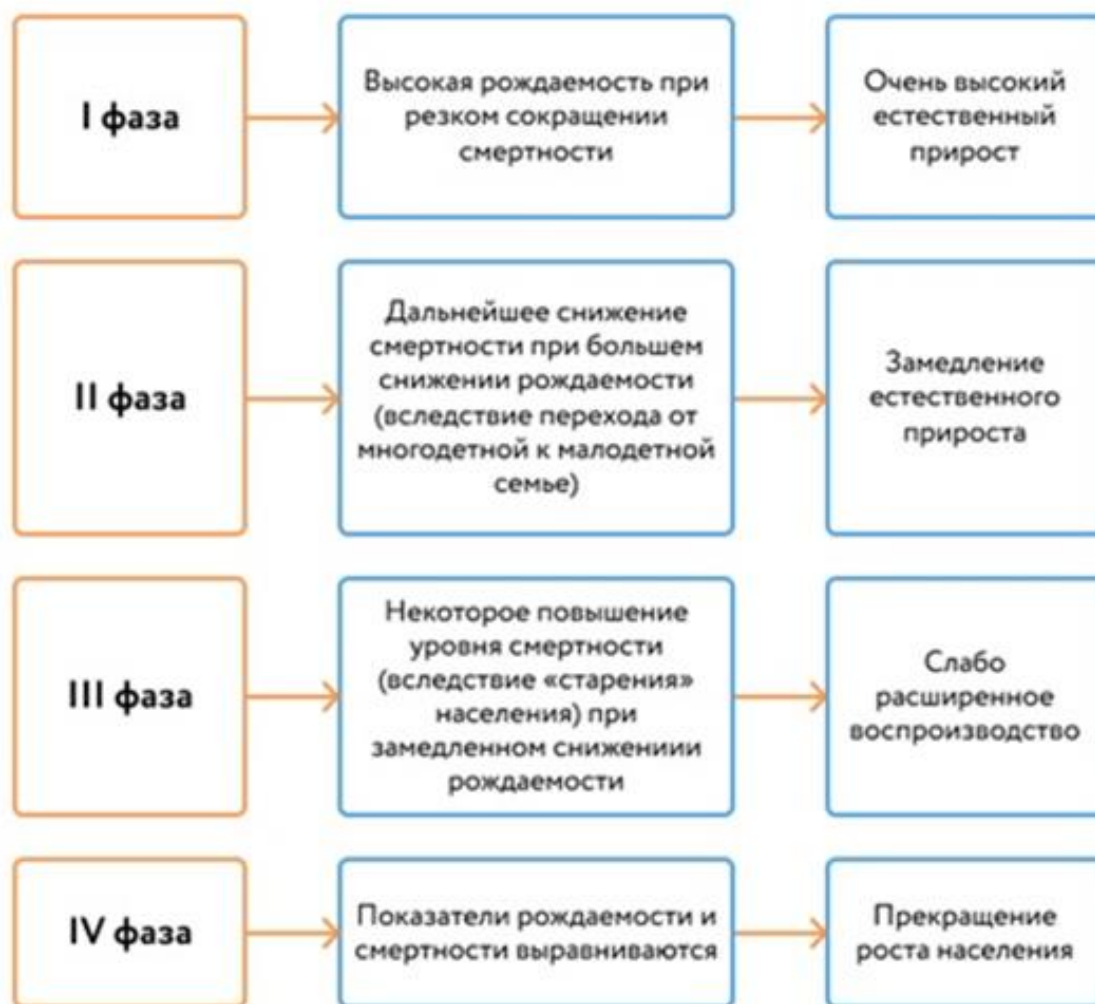 I фаза
Высокая рождаемость при
резком сокращении
смертности
Очень высокий
естественный
прирост
II фаза
Дальнейшее снижение
смертности при большем
снижении рождаемости
(вследствие перехода от
многодетной к малодетной
семье)
Замедление
естественного
прироста
III фаза
Некоторое повышение
уровня смертности
(вследствие «старения»
населения) при
замедленном снижениии
рождаемости
Слабо
расширенное
воспроизводство
IV фаза
Показатели рождаемости и
смертности выравниваются
Прекращение
роста населения